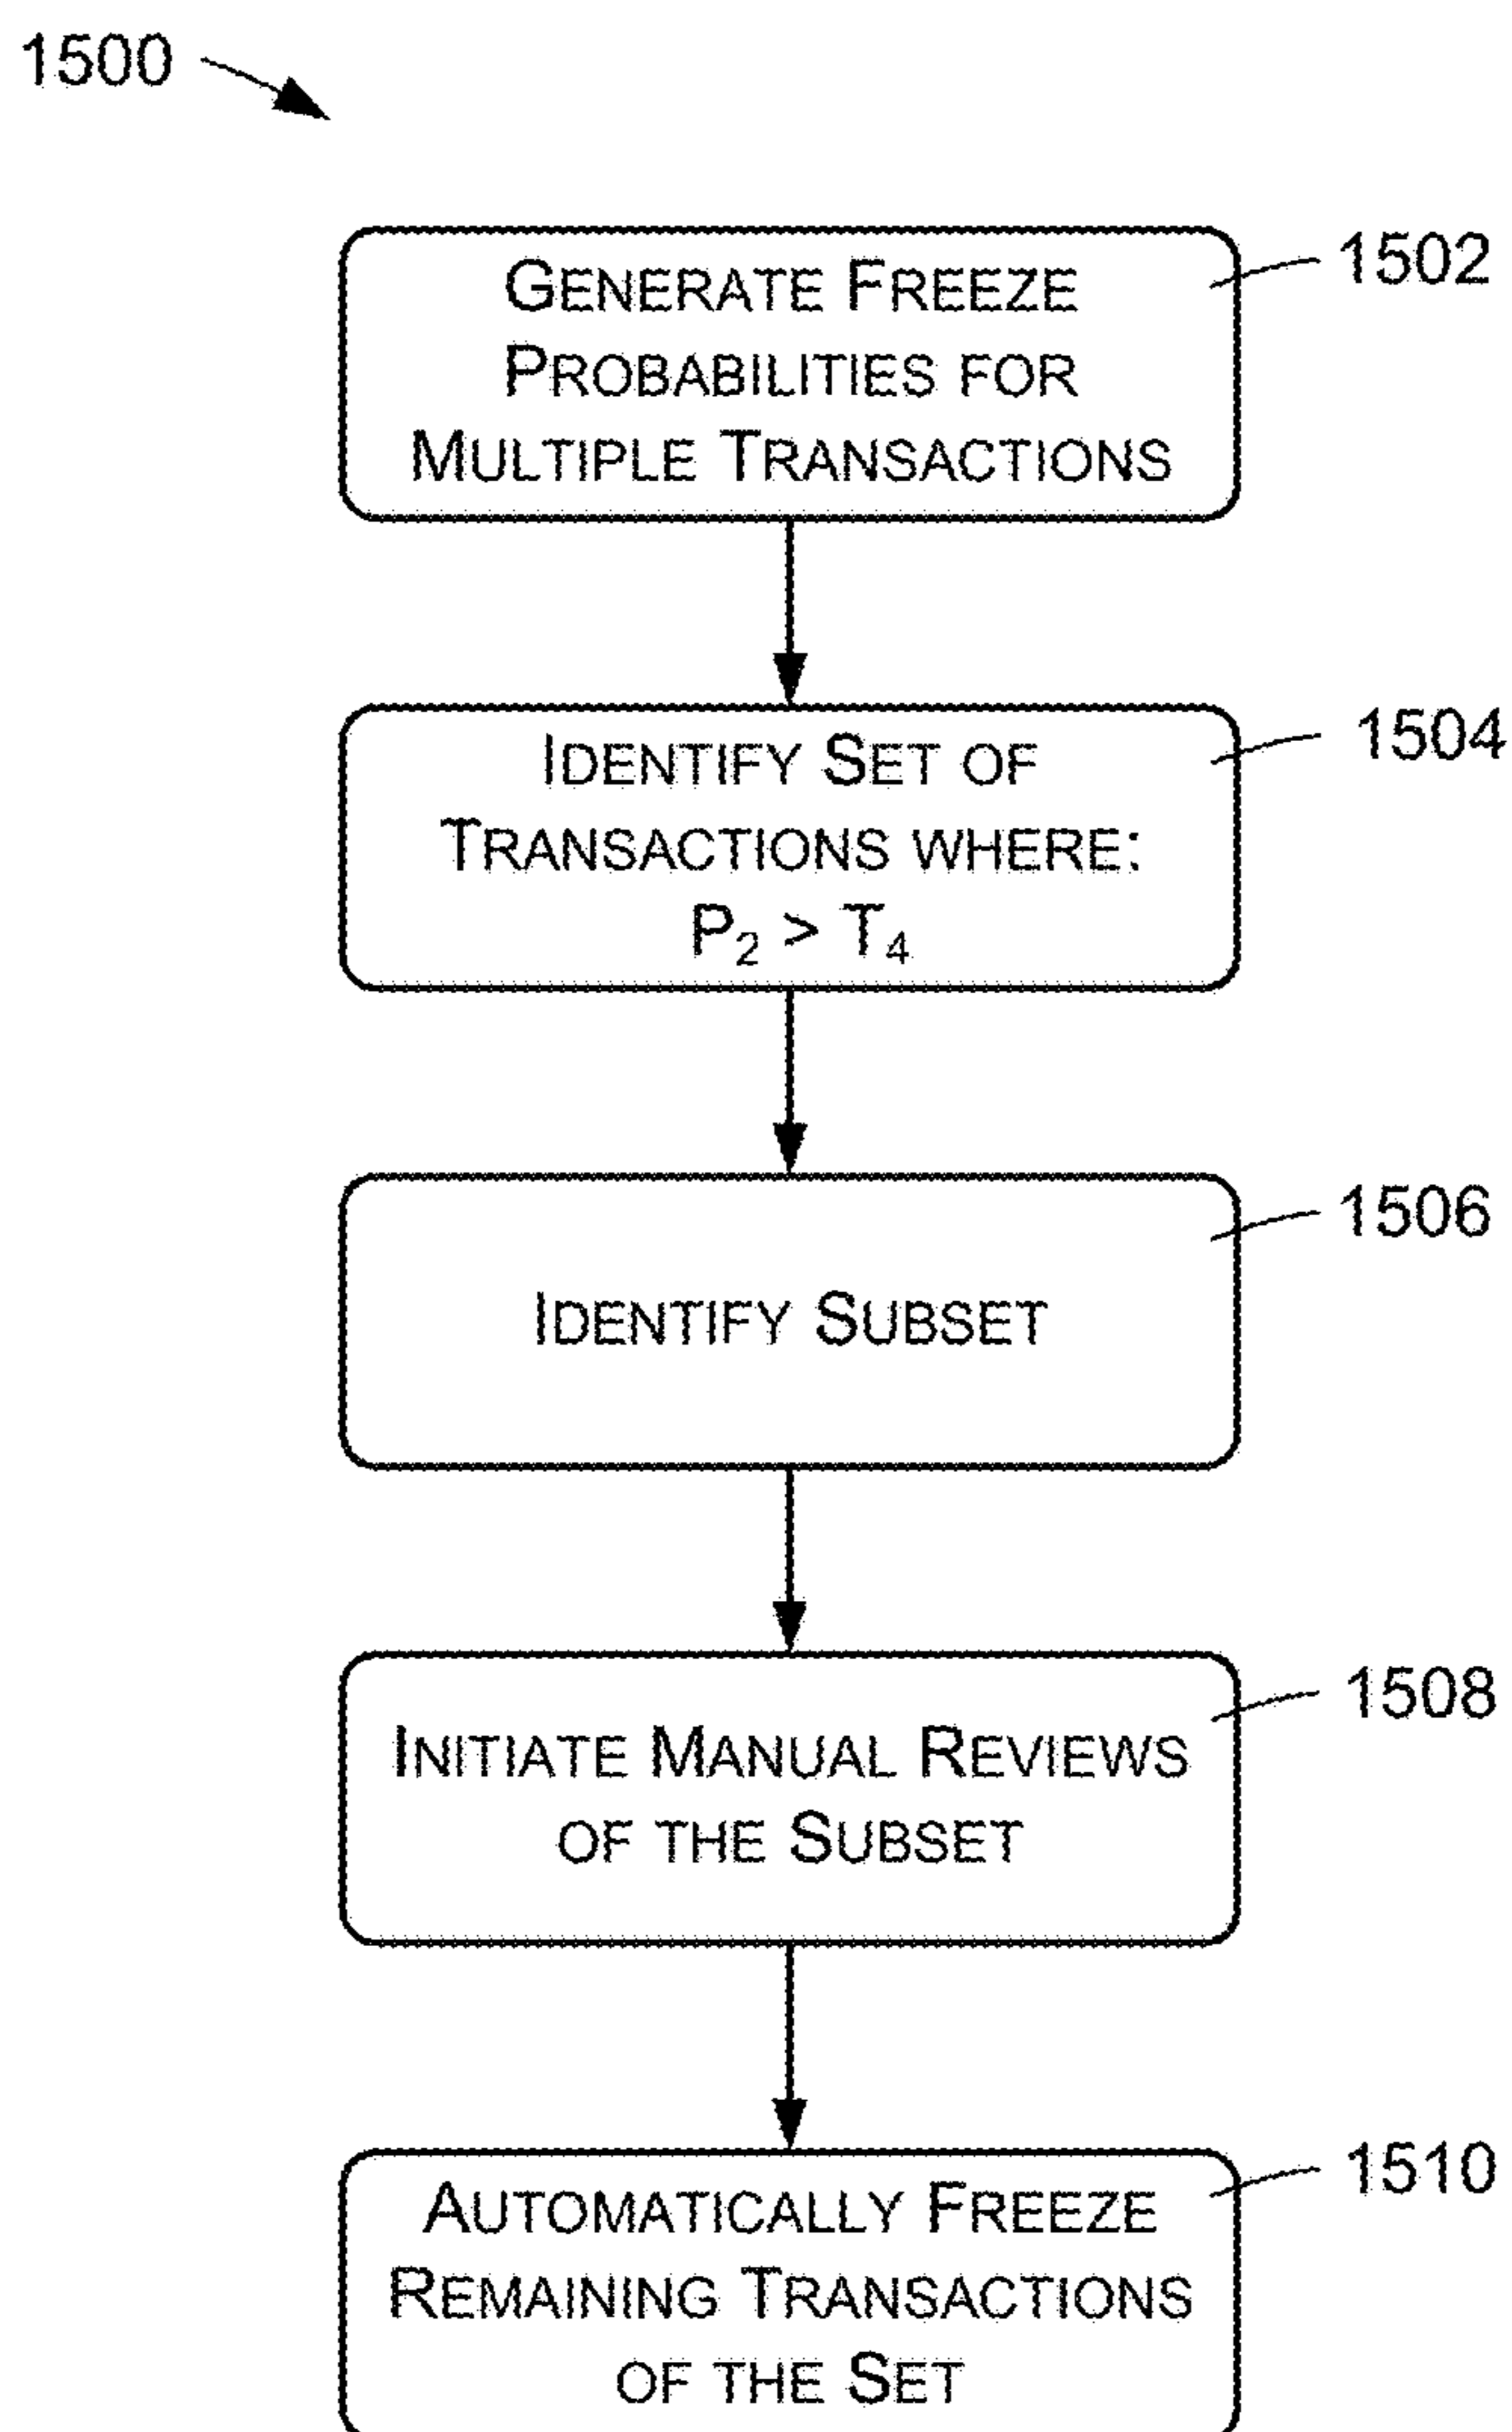 1500
GENERATE FREEZE
PROBABILITIES FOR
MULTIPLE TRANSACTIONS
1502
IDENTIFY SET OF
TRANSACTIONS WHERE:
P₂ > T₄
1504
IDENTIFY SUBSET
1506
INITIATE MANUAL REVIEWS
OF THE SUBSET
1508
AUTOMATICALLY FREEZE
REMAINING TRANSACTIONS
OF THE SET
1510